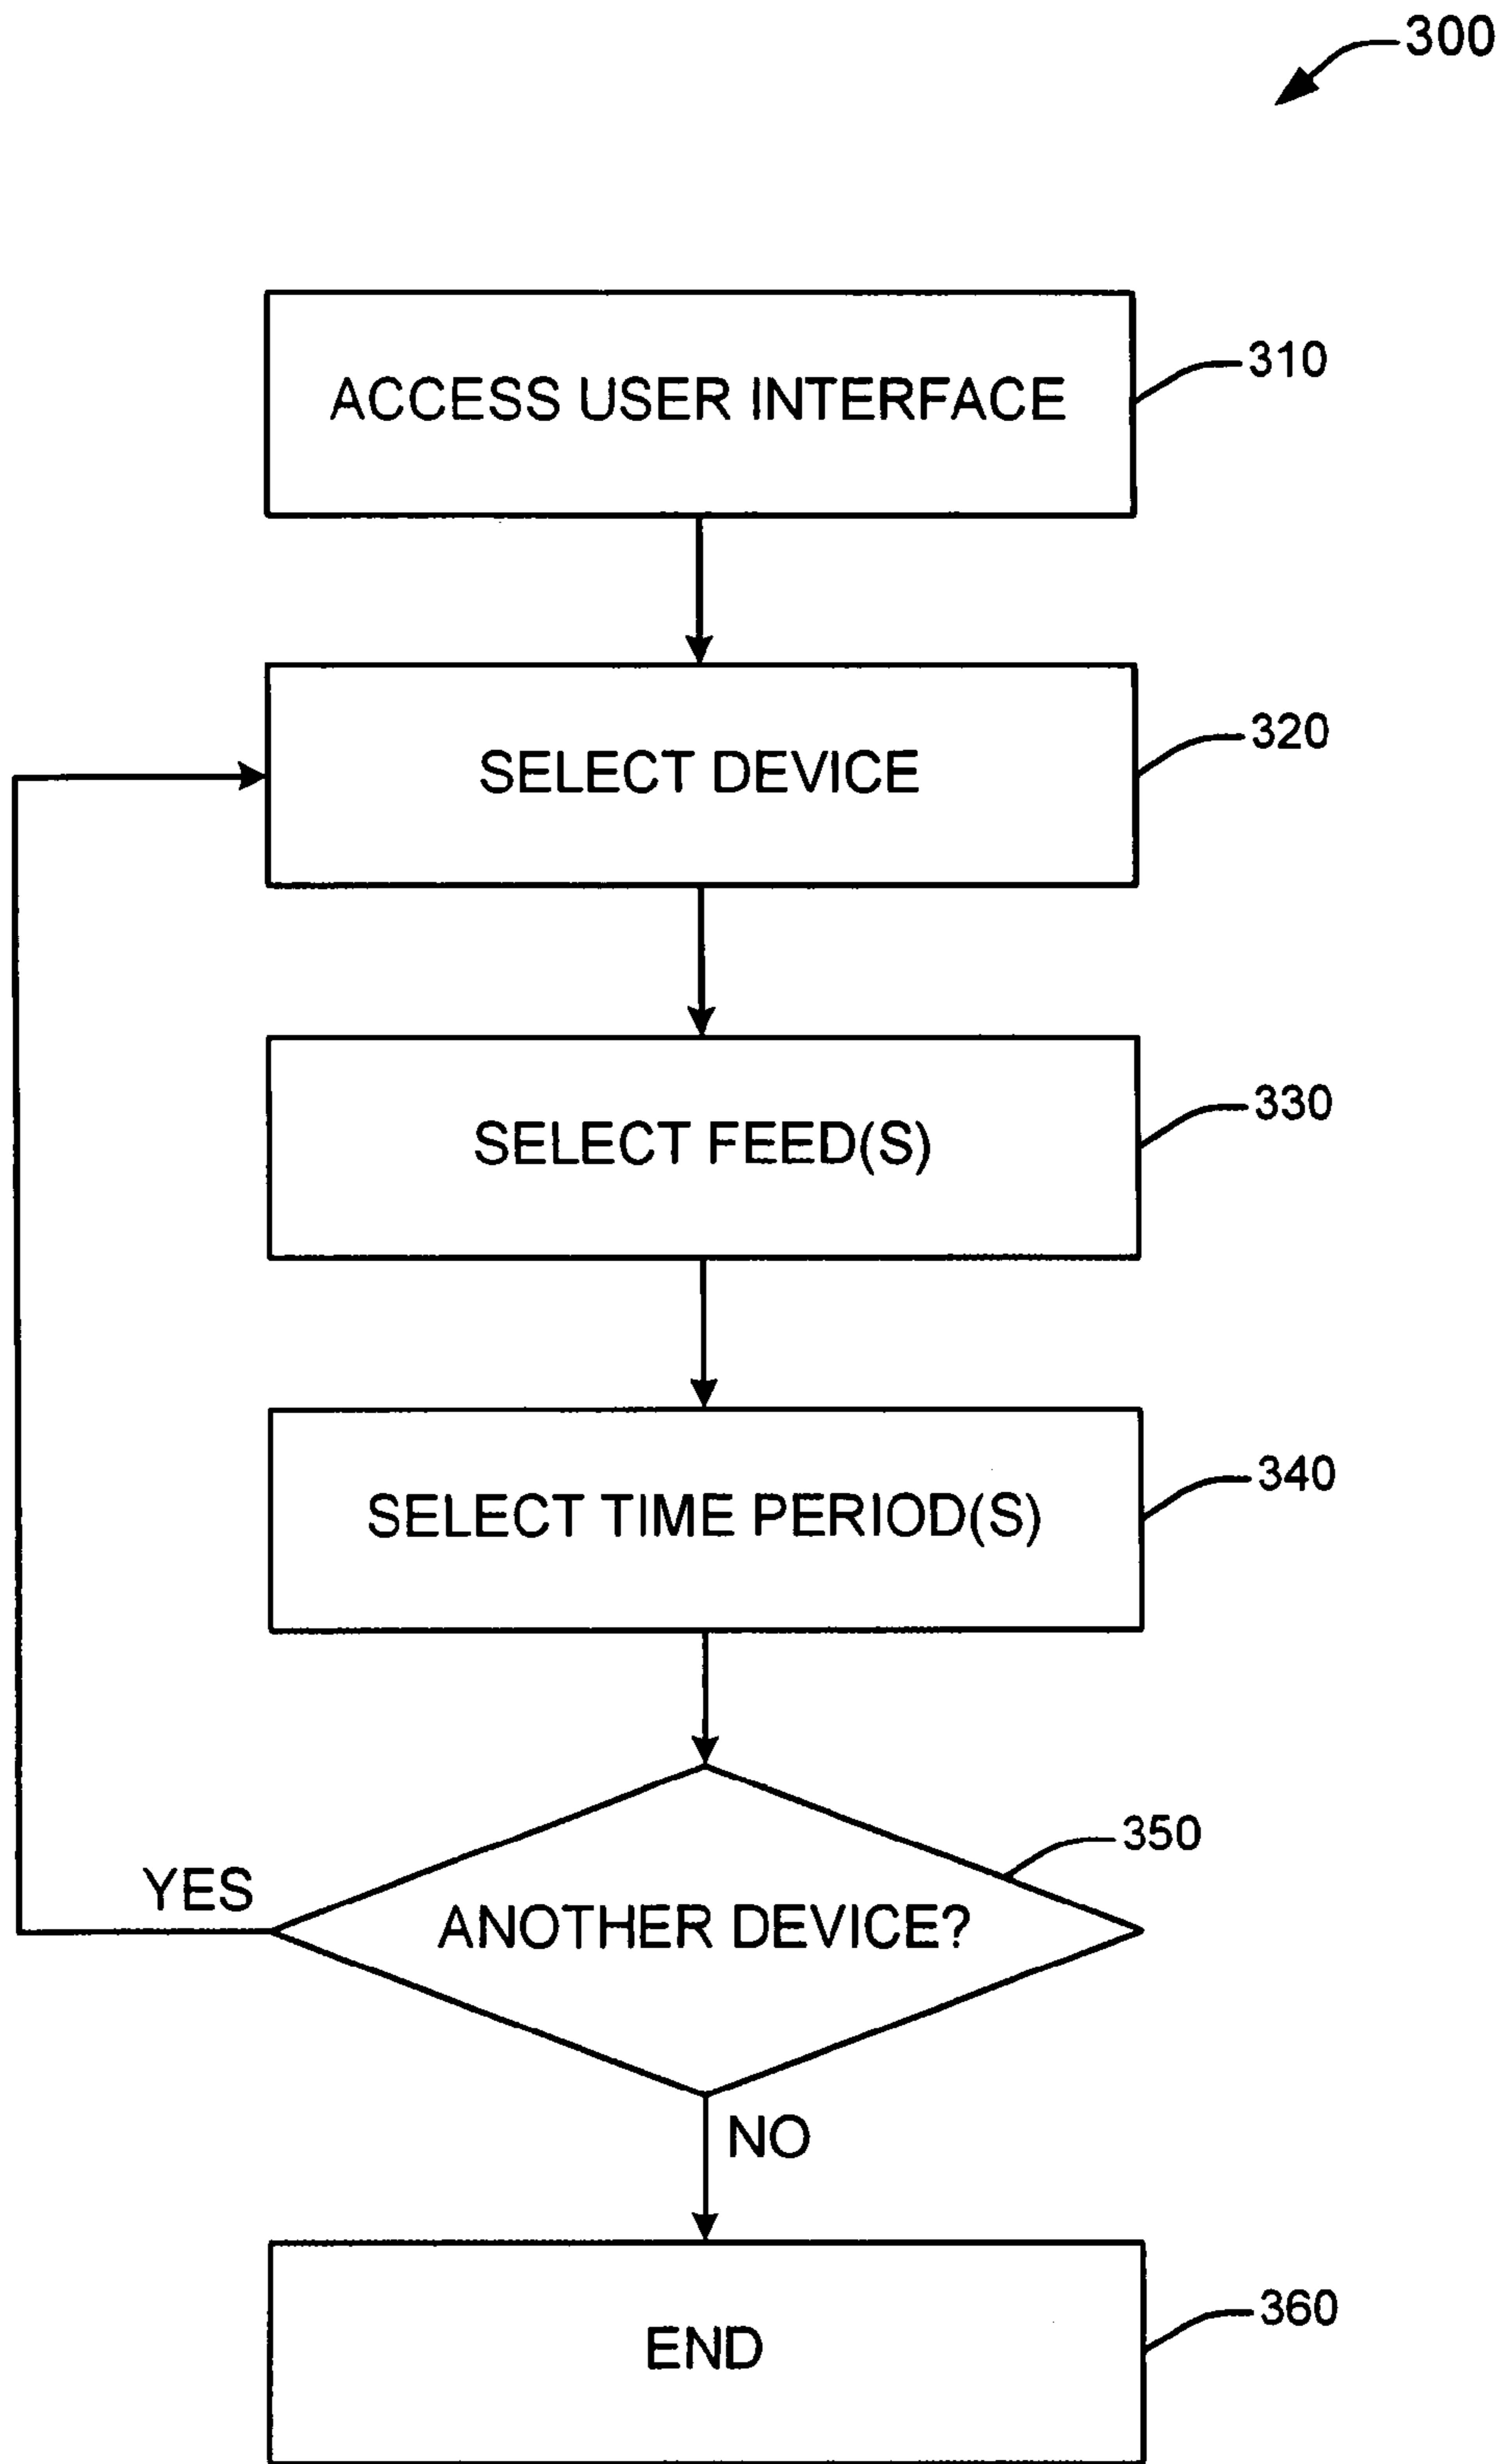 300
ACCESS USER INTERFACE
310
SELECT DEVICE
320
SELECT FEED(S)
330
SELECT TIME PERIOD(S)
340
350
YES
ANOTHER DEVICE?
NO
END
360